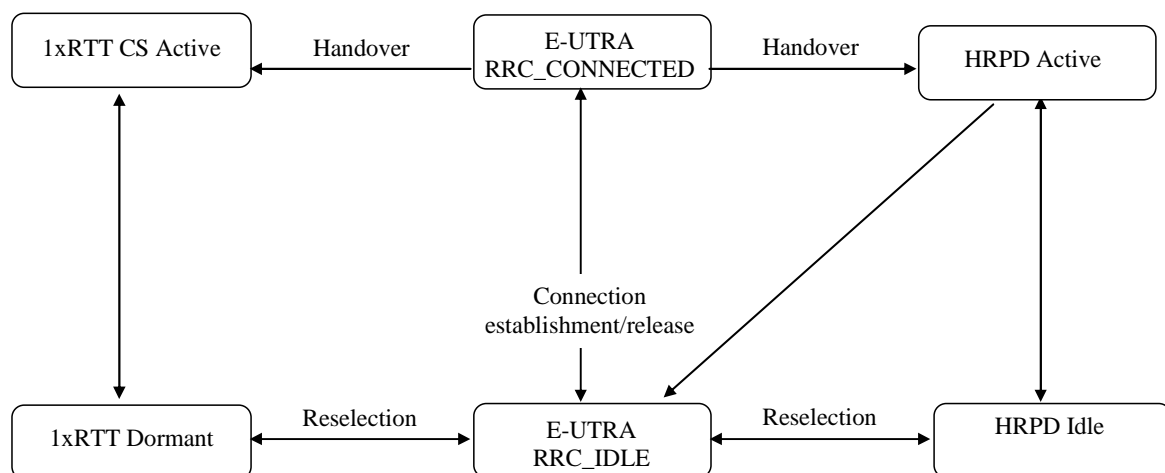 1xRTT CS Active
Handover
E-UTRA
RRC_CONNECTED
Handover
HRPD Active
Connection
establishment/release
1xRTT Dormant
Reselection
E-UTRA
RRC_IDLE
Reselection
HRPD Idle